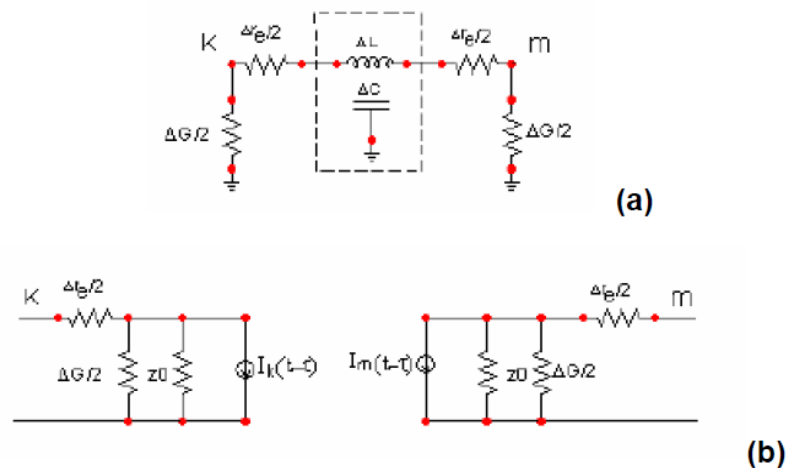 K Δre/2 ΔL Δre/2 m
ΔC
ΔG/2 ΔG/2
(a)
K Δre/2 Δre/2 m
ΔG/2 z0 Ik(t-τ) Im(t-τ) z0 ΔG/2
(b)